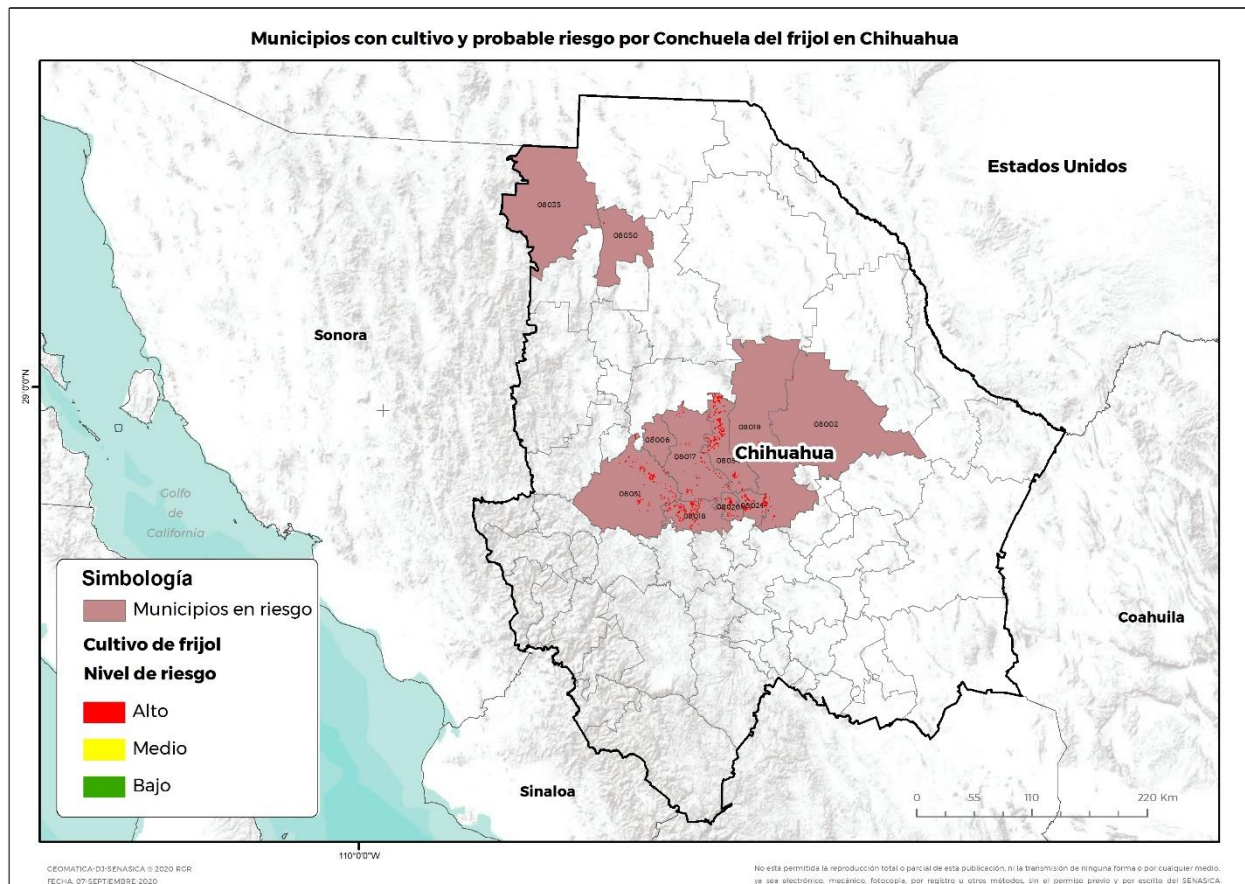 Municipios con cultivo y probable riesgo por Conchuela del frijol en Chihuahua
Estados Unidos
08035
08050
Sonora
29°0'0"N
08019
08002
08006
08017
Chihuahua
08031
08018
Golfo
de
California
Simbología
Municipios en riesgo
Cultivo de frijol
Nivel de riesgo
Alto
Medio
Bajo
Coahuila
Sinaloa
0 55 110 220 Km
110°0'0"W
CEOMATICA-DJ-SENASICA ® 2020 RGR
FECHA: 07-SEPTIEMBRE-2020
No está permitida la reproducción total o parcial de esta publicación, ni la transmisión de ninguna forma o por cualquier medio,
ya sea electrónico, mecánico, fotocopia, por registro u otros métodos, sin el permiso previo y por escrito del SENASICA.